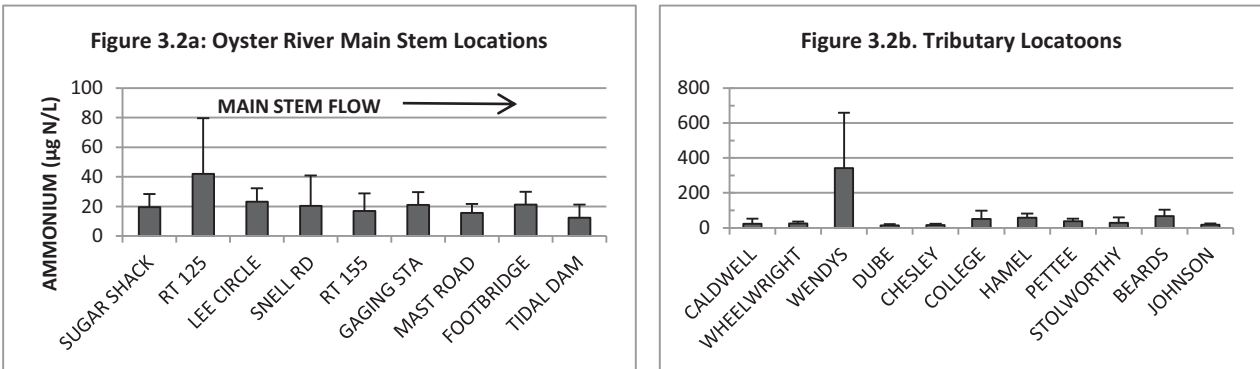 Figure 3.2a: Oyster River Main Stem Locations
AMMONIUM (µg N/L)
100
80
60
40
20
0
MAIN STEM FLOW
SUGAR SHACK
RT 125
LEE CIRCLE
SNELL RD
RT 155
GAGING STA
MAST ROAD
FOOTBRIDGE
TIDAL DAM
Figure 3.2b. Tributary Locatoons
800
600
400
200
0
CALDWELL
WHEELWRIGHT
WENDYS
DUBE
CHESLEY
COLLEGE
HAMEL
PETTEE
STOLWORTHY
BEARDS
JOHNSON